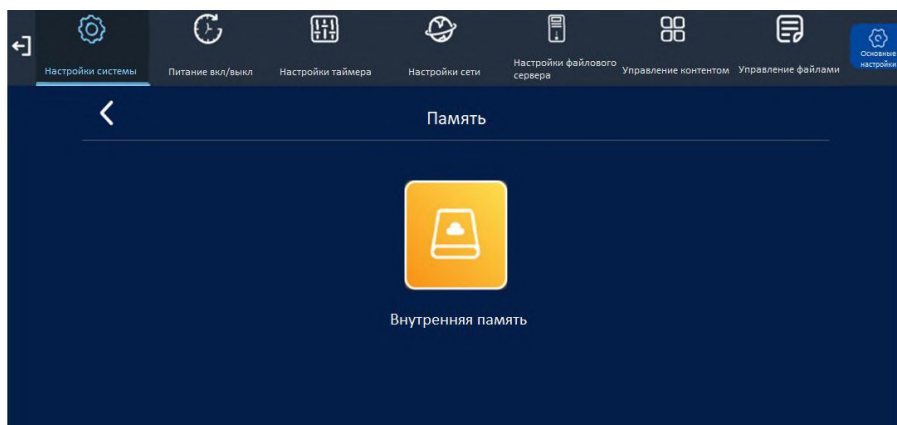 Настройки системы
Питание вкл/выкл
Настройки таймера
Настройки сети
Настройки файлового
сервера
Управление контентом
Управление файлами
Основные
настройки
Память
Внутренняя память